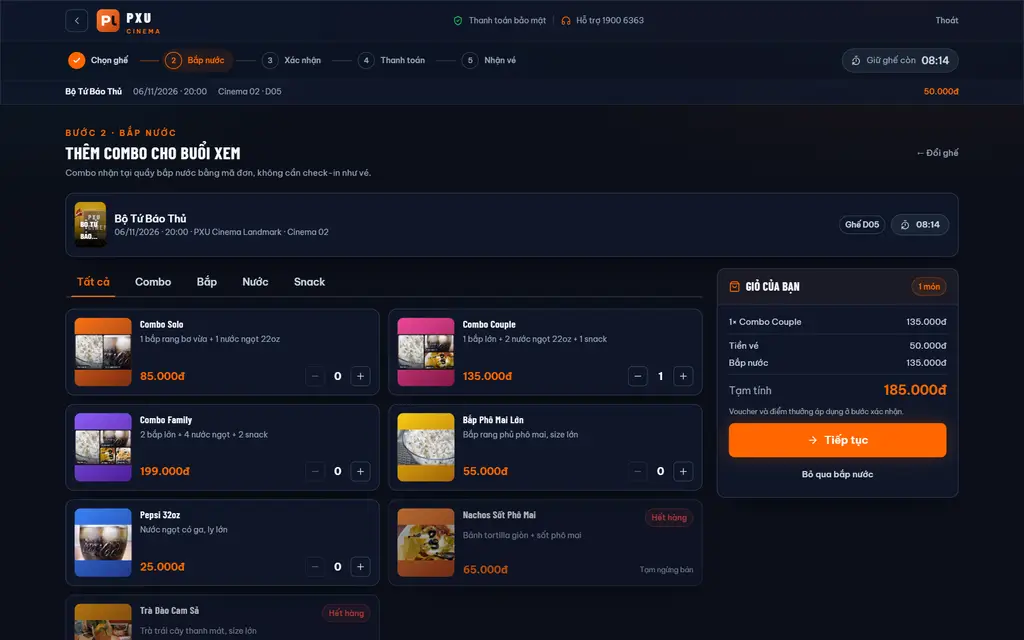 PXU
CINEMA
Thanh toán bảo mật
Hỗ trợ 1900 6363
Thoát
Chọn ghế
2 Bắp nước
3 Xác nhận
4 Thanh toán
5 Nhận vé
Giữ ghế còn 08:14
Bộ Tứ Báo Thủ 06/11/2026 · 20:00 Cinema 02 · D05
50.000đ
BƯỚC 2 · BẮP NƯỚC
THÊM COMBO CHO BUỔI XEM
Combo nhận tại quầy bắp nước bằng mã đơn, không cần check-in như vé.
← Đổi ghế
BỘ TỨ
BÁO...
Bộ Tứ Báo Thủ
06/11/2026 · 20:00 · PXU Cinema Landmark · Cinema 02
Ghế D05
08:14
Tất cả
Combo
Bắp
Nước
Snack
Combo Solo
1 bắp rang bơ vừa + 1 nước ngọt 22oz
85.000đ
− 0 +
Combo Couple
1 bắp lớn + 2 nước ngọt 22oz + 1 snack
135.000đ
− 1 +
Combo Family
2 bắp lớn + 4 nước ngọt + 2 snack
199.000đ
− 0 +
Bắp Phô Mai Lớn
Bắp rang phủ phô mai, size lớn
55.000đ
− 0 +
Pepsi 32oz
Nước ngọt có ga, ly lớn
25.000đ
− 0 +
Nachos Sốt Phô Mai
Hết hàng
Bánh tortilla giòn + sốt phô mai
65.000đ
Tạm ngừng bán
Trà Đào Cam Sả
Hết hàng
Trà trái cây thanh mát, size lớn
GIỎ CỦA BẠN
1 món
1× Combo Couple 135.000đ
Tiền vé 50.000đ
Bắp nước 135.000đ
Tạm tính 185.000đ
Voucher và điểm thưởng áp dụng ở bước xác nhận.
→ Tiếp tục
Bỏ qua bắp nước